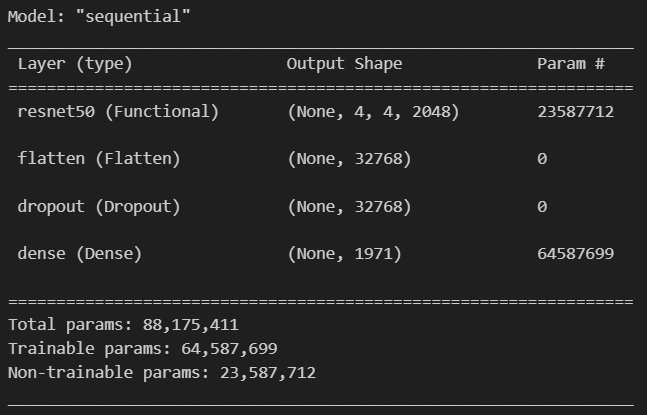 Model: "sequential"
_________________________________________________________________
Layer (type) Output Shape Param #
=================================================================
resnet50 (Functional) (None, 4, 4, 2048) 23587712
flatten (Flatten) (None, 32768) 0
dropout (Dropout) (None, 32768) 0
dense (Dense) (None, 1971) 64587699
=================================================================
Total params: 88,175,411
Trainable params: 64,587,699
Non-trainable params: 23,587,712
_________________________________________________________________